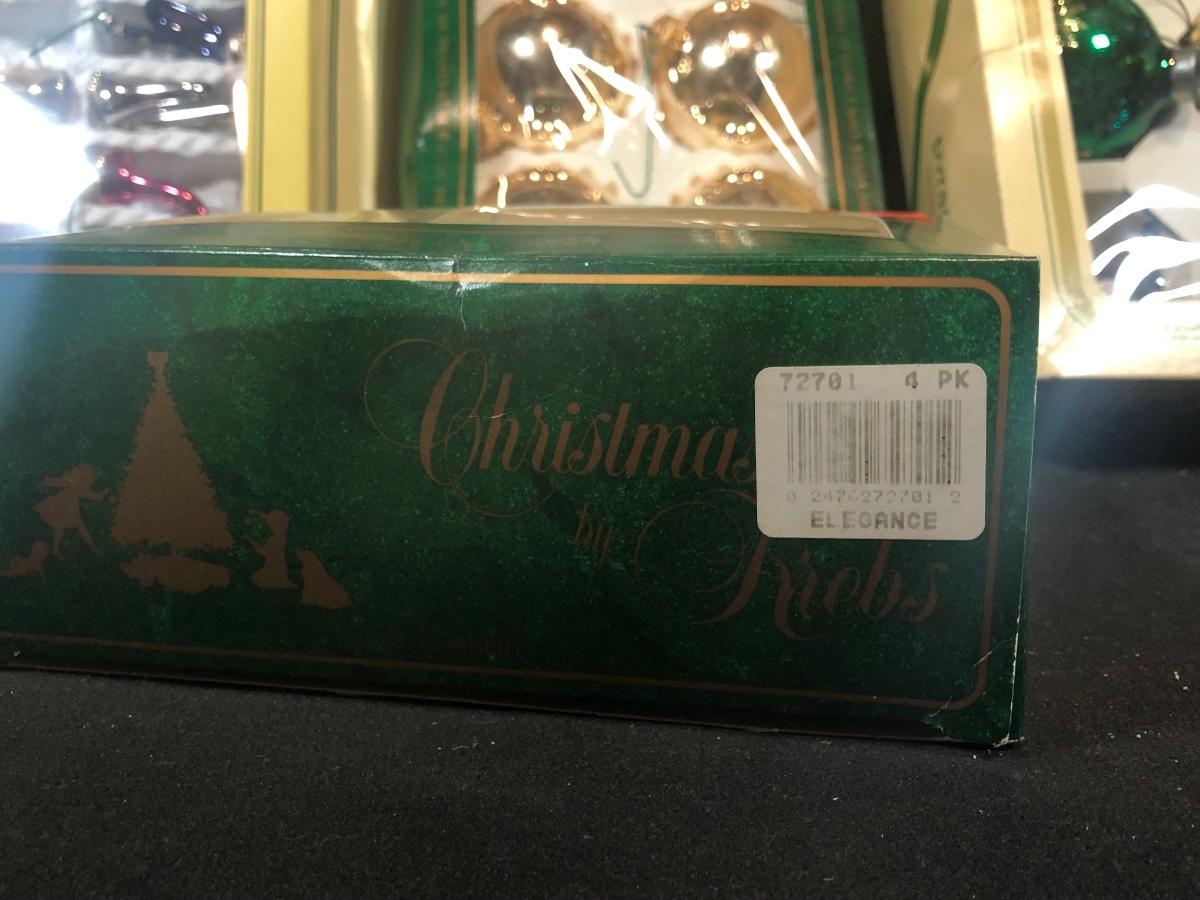 Christmas
by
Krebs
72701 4 PK
0 2476272701 2
ELEGANCE